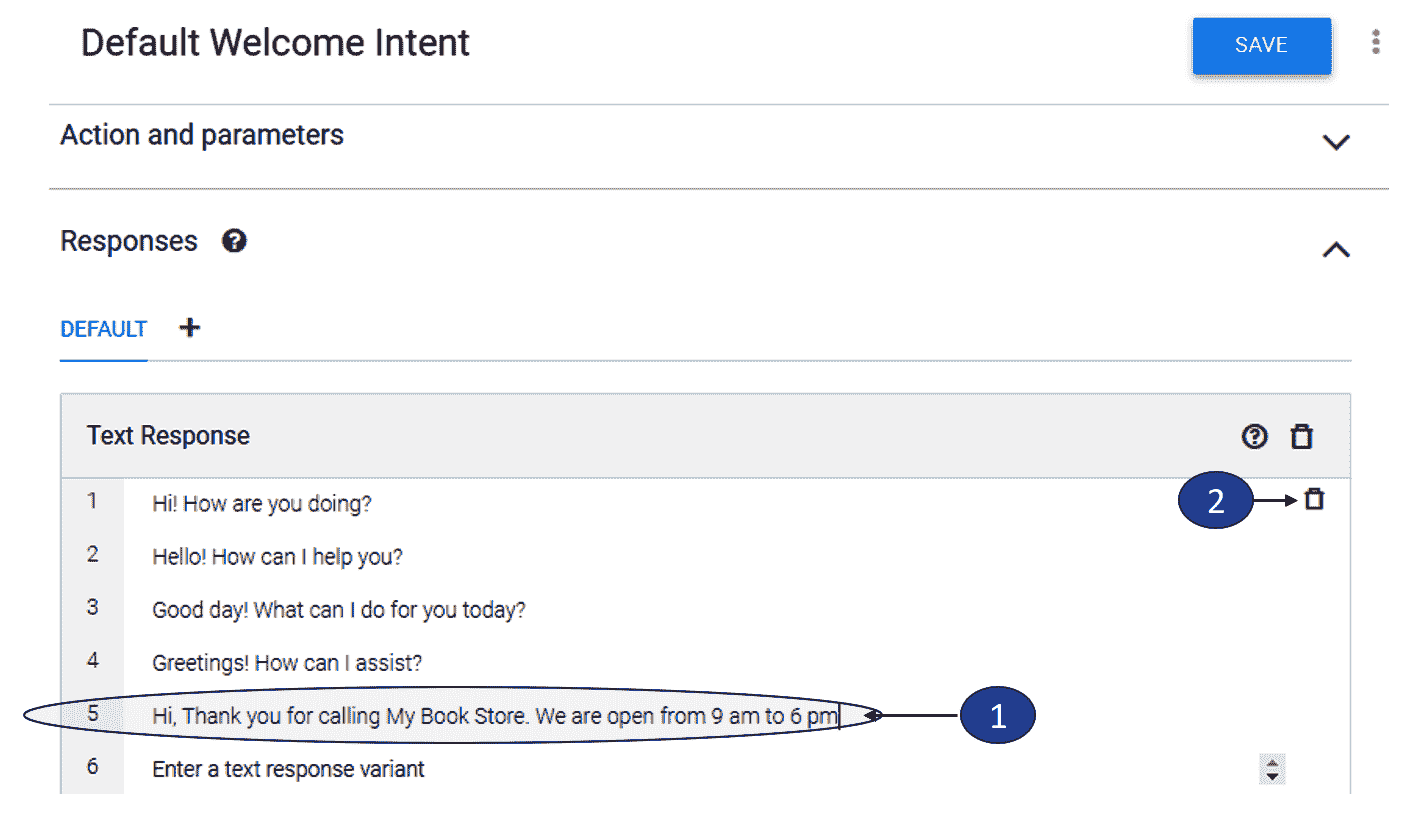 Default Welcome Intent
SAVE
Action and parameters
Responses ?
DEFAULT +
Text Response ?
1 Hi! How are you doing?
2
2 Hello! How can I help you?
3 Good day! What can I do for you today?
4 Greetings! How can I assist?
5 Hi, Thank you for calling My Book Store. We are open from 9 am to 6 pm
1
6 Enter a text response variant